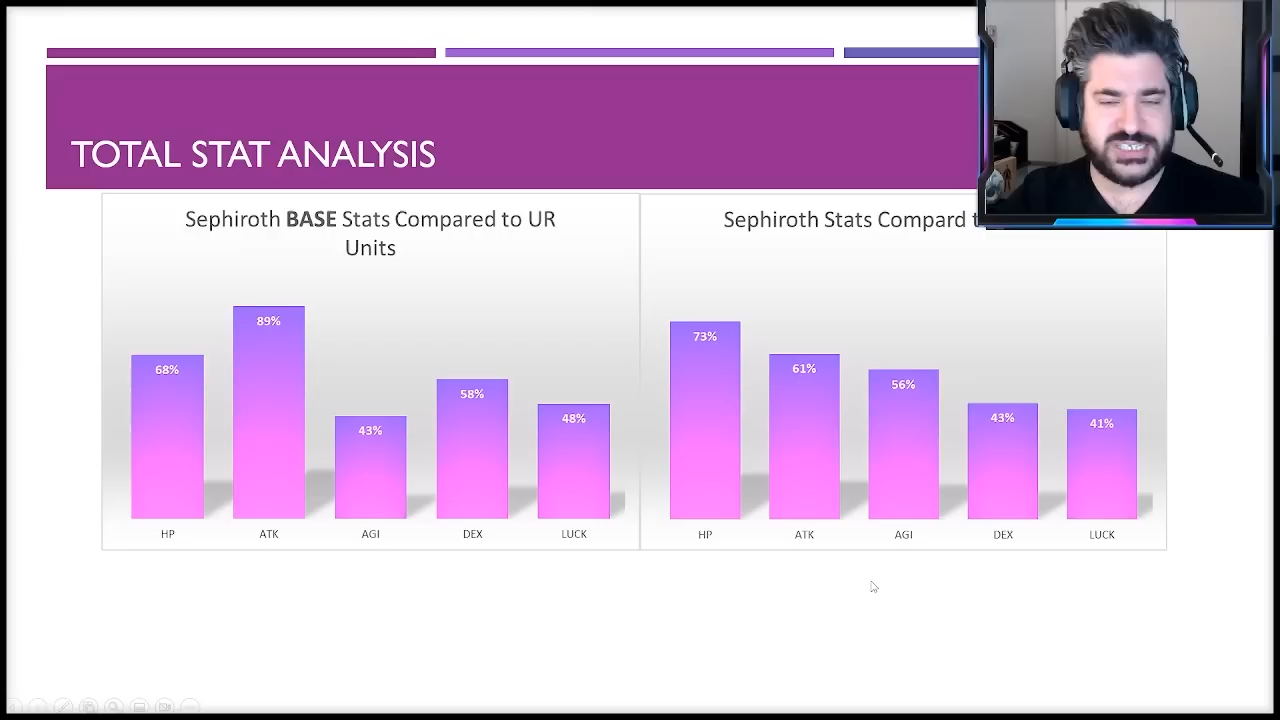 TOTAL STAT ANALYSIS
Sephiroth BASE Stats Compared to UR
Units
89%
68%
58%
48%
43%
HP
ATK
AGI
DEX
LUCK
Sephiroth Stats Compard
73%
61%
56%
43%
41%
HP
ATK
AGI
DEX
LUCK